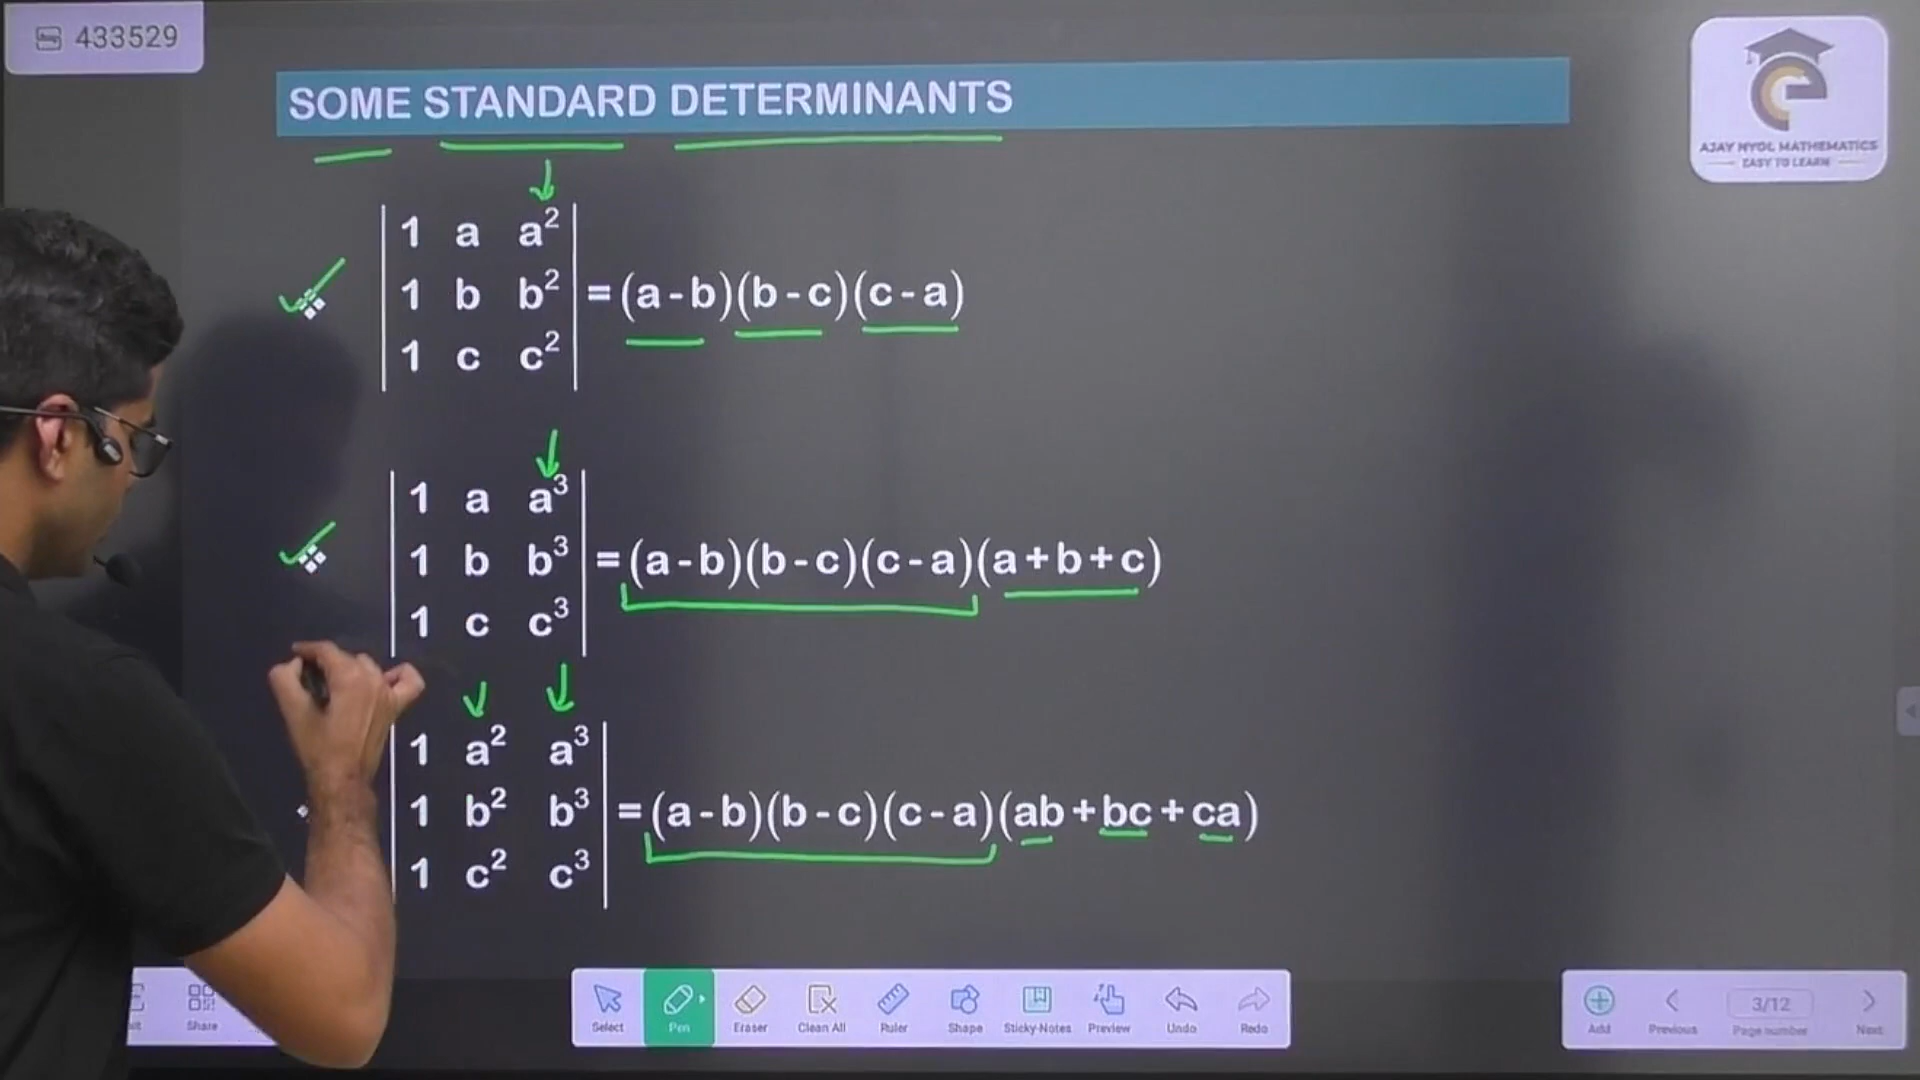 433529
SOME STANDARD DETERMINANTS
AJAY NYOL MATHEMATICS
EASY TO LEARN
| 1 a a² |
| 1 b b² | = (a - b)(b - c)(c - a)
| 1 c c² |
| 1 a a³ |
| 1 b b³ | = (a - b)(b - c)(c - a)(a + b + c)
| 1 c c³ |
| 1 a² a³ |
| 1 b² b³ | = (a - b)(b - c)(c - a)(ab + bc + ca)
| 1 c² c³ |
Share
Select Pen Eraser Clean All Ruler Shape Sticky-Notes Preview Undo Redo
3/12
Add Previous Page number Next